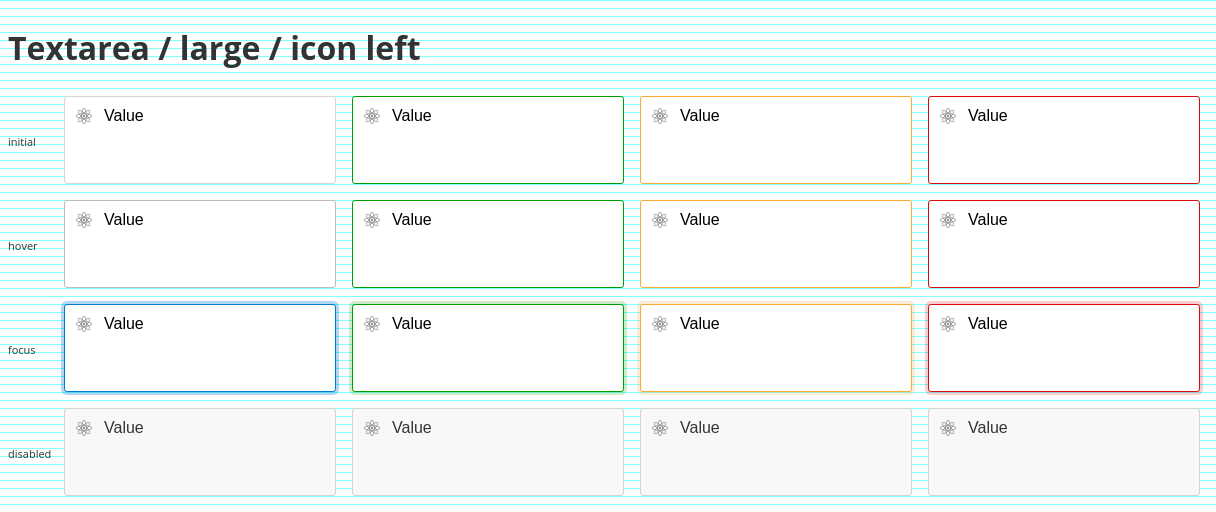 Textarea / large / icon left
Value Value Value Value
initial
Value Value Value Value
hover
Value Value Value Value
focus
Value Value Value Value
disabled